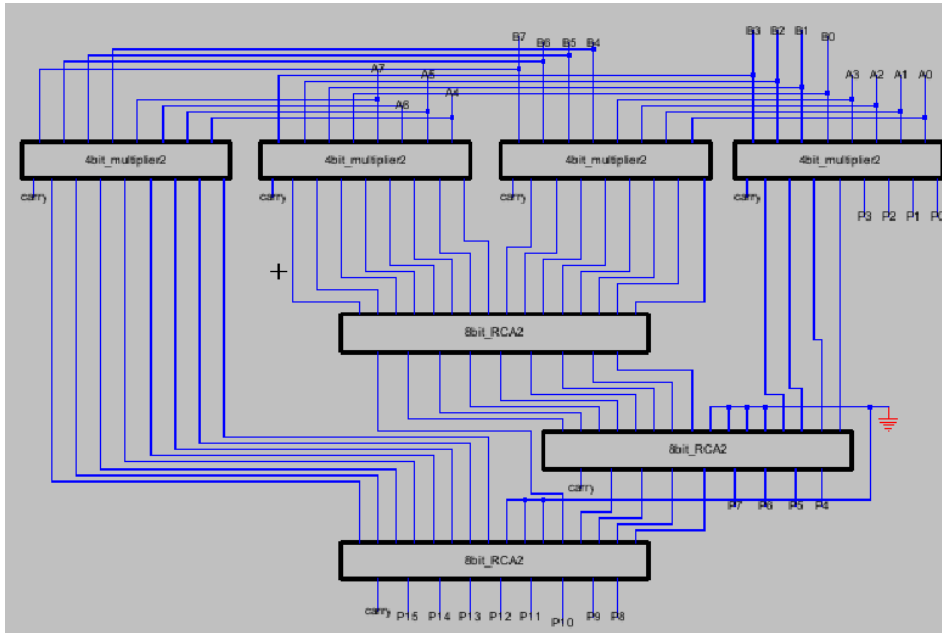 B7 B6 B5 B4 B3 B2 B1 B0
A7 A5 A3 A2 A1 A0
A6 A4
4bit_multiplier2 4bit_multiplier2 4bit_multiplier2 4bit_multiplier2
carry carry carry carry
P3 P2 P1 P0
8bit_RCA2
8bit_RCA2
carry P7 P6 P5 P4
8bit_RCA2
carry P15 P14 P13 P12 P11 P10 P9 P8